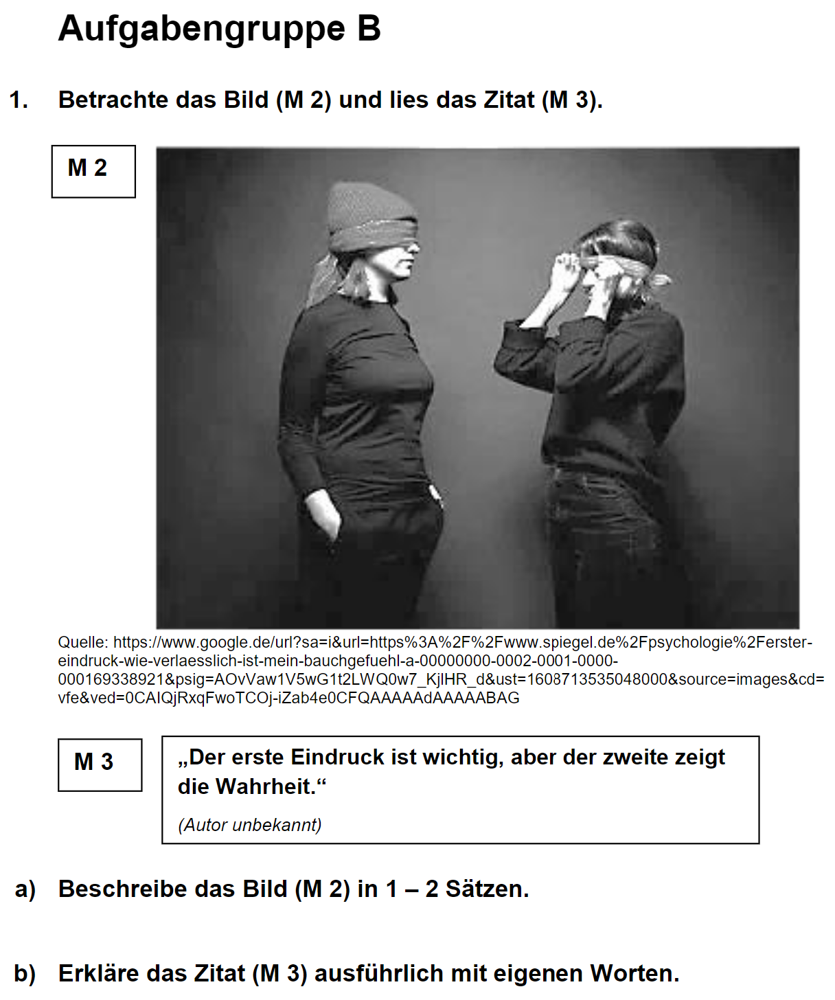 Aufgabengruppe B
1. Betrachte das Bild (M 2) und lies das Zitat (M 3).
M 2
Quelle: https://www.google.de/url?sa=i&url=https%3A%2F%2Fwww.spiegel.de%2Fpsychologie%2Ferster-
eindruck-wie-verlaesslich-ist-mein-bauchgefuehl-a-00000000-0002-0001-0000-
000169338921&psig=AOvVaw1V5wG1t2LWQ0w7_KjlHR_d&ust=1608713535048000&source=images&cd=
vfe&ved=0CAIQjRxqFwoTCOj-iZab4e0CFQAAAAAdAAAAABAG
M 3
„Der erste Eindruck ist wichtig, aber der zweite zeigt
die Wahrheit.“
(Autor unbekannt)
a) Beschreibe das Bild (M 2) in 1 – 2 Sätzen.
b) Erkläre das Zitat (M 3) ausführlich mit eigenen Worten.